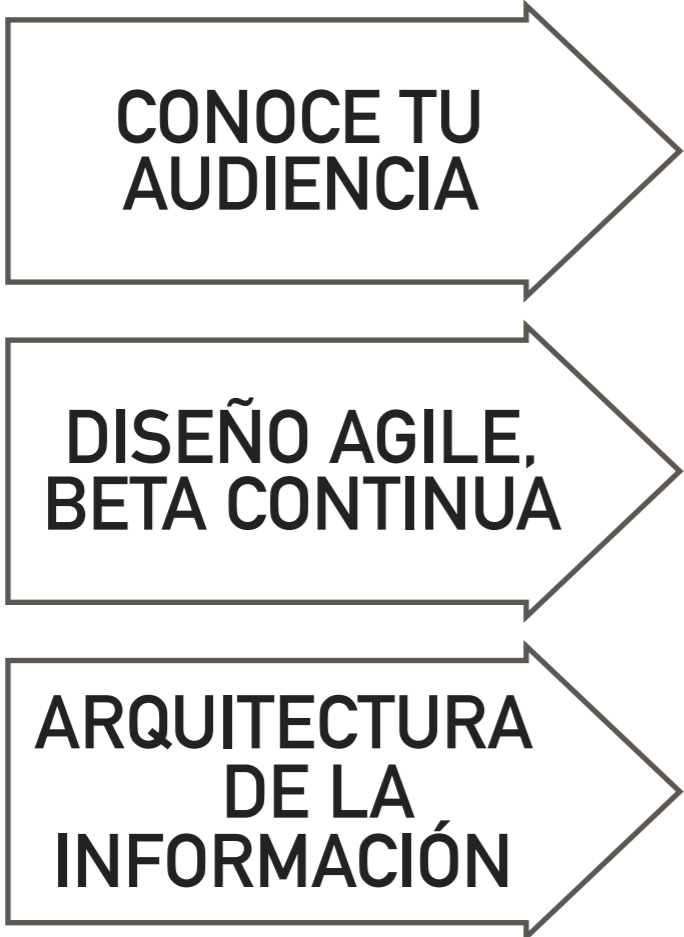 CONOCE TU
AUDIENCIA
DISEÑO AGILE,
BETA CONTINUA
ARQUITECTURA
DE LA
INFORMACIÓN